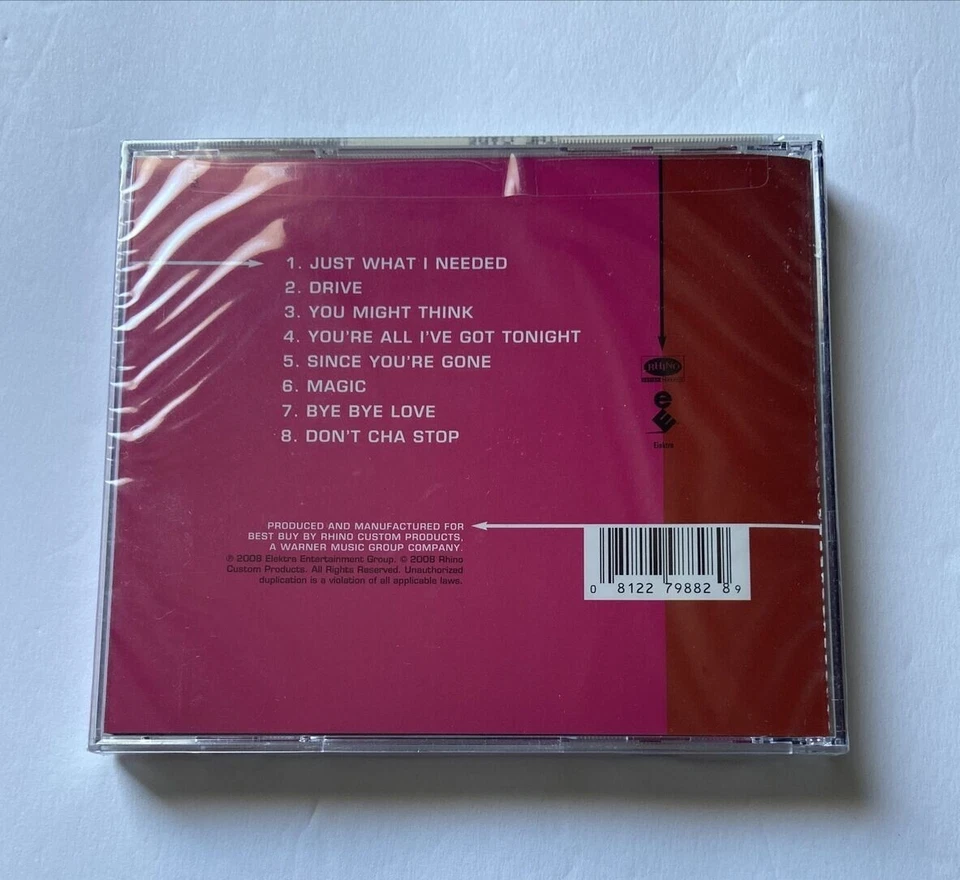 1. JUST WHAT I NEEDED
2. DRIVE
3. YOU MIGHT THINK
4. YOU'RE ALL I'VE GOT TONIGHT
5. SINCE YOU'RE GONE
6. MAGIC
7. BYE BYE LOVE
8. DON'T CHA STOP
RHINO
e
Elektra
PRODUCED AND MANUFACTURED FOR
BEST BUY BY RHINO CUSTOM PRODUCTS,
A WARNER MUSIC GROUP COMPANY.
℗ 2008 Elektra Entertainment Group. © 2008 Rhino
Custom Products. All Rights Reserved. Unauthorized
duplication is a violation of all applicable laws.
0 8122 79882 8 9